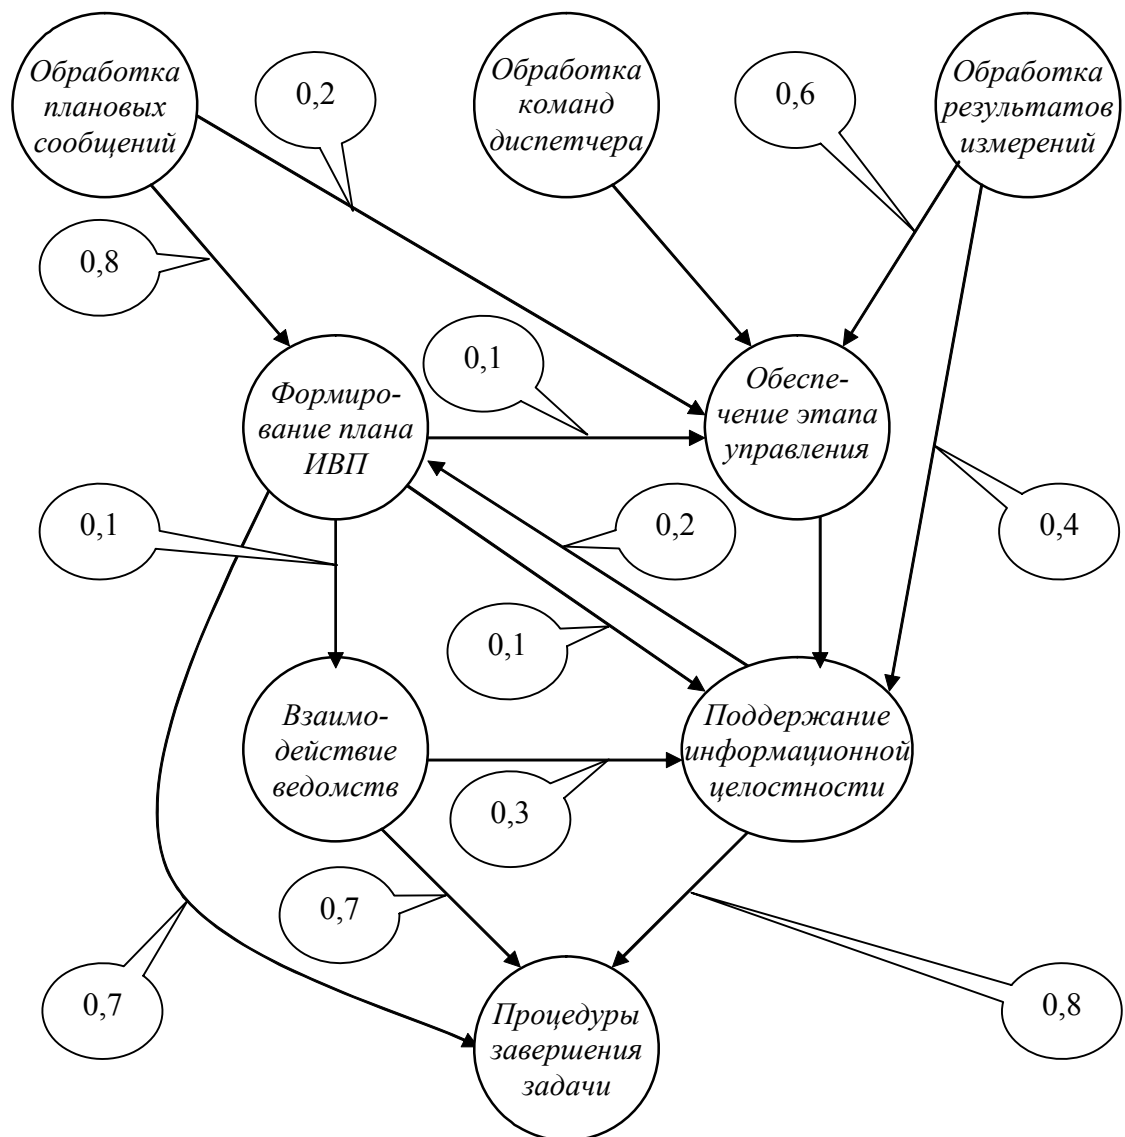 Обработка
плановых
сообщений
0,2
Обработка
команд
диспетчера
0,6
Обработка
результатов
измерений
0,8
Формиро-
вание плана
ИВП
0,1
Обеспе-
чение этапа
управления
0,1
0,2
0,4
0,1
Взаимо-
действие
ведомств
0,3
Поддержание
информационной
целостности
0,7
0,7
Процедуры
завершения
задачи
0,8